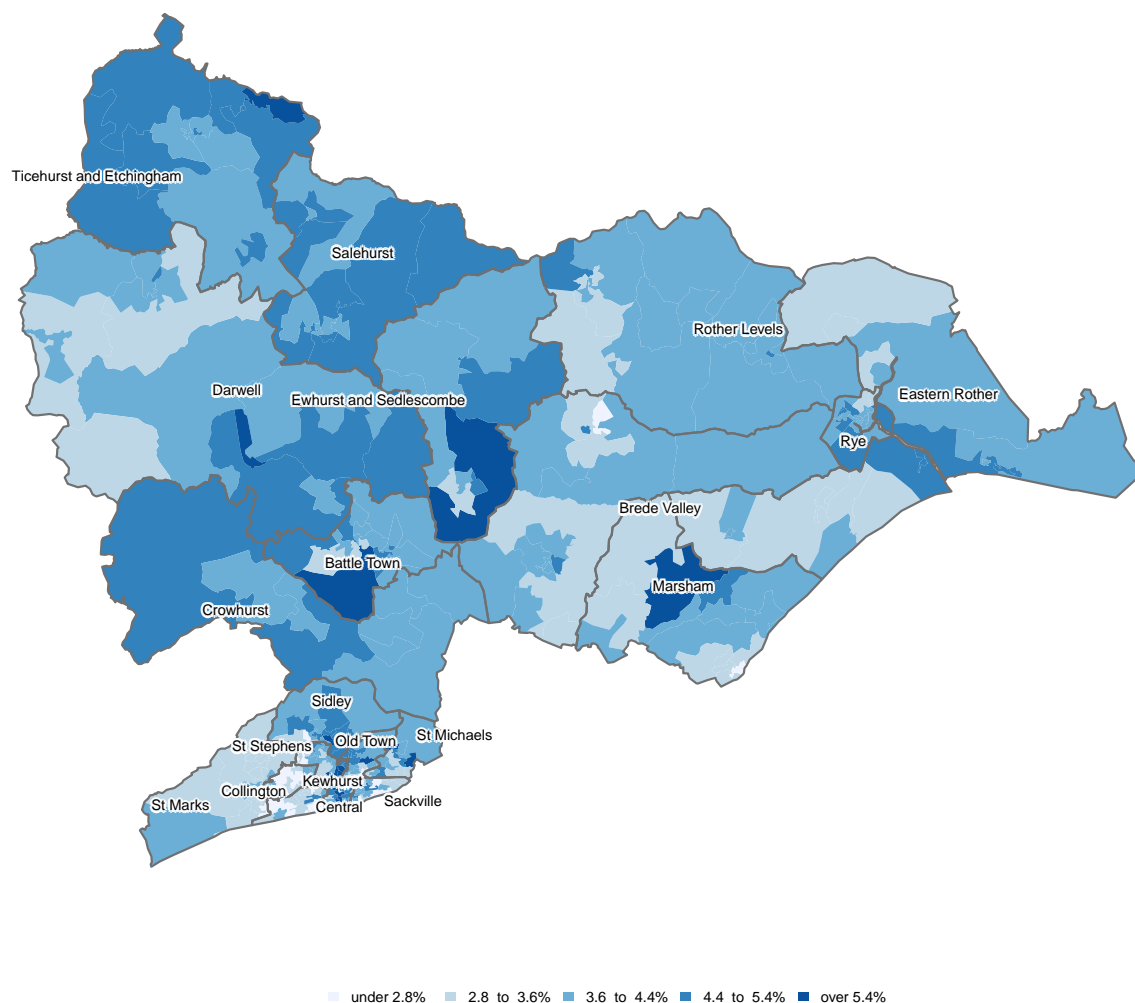 Ticehurst and Etchingham
Salehurst
Rother Levels
Darwell
Ewhurst and Sedlescombe
Eastern Rother
Rye
Brede Valley
Battle Town
Marsham
Crowhurst
Sidley
St Michaels
Old Town
St Stephens
Kewhurst
Collington
St Marks
Central
Sackville
under 2.8% 2.8 to 3.6% 3.6 to 4.4% 4.4 to 5.4% over 5.4%